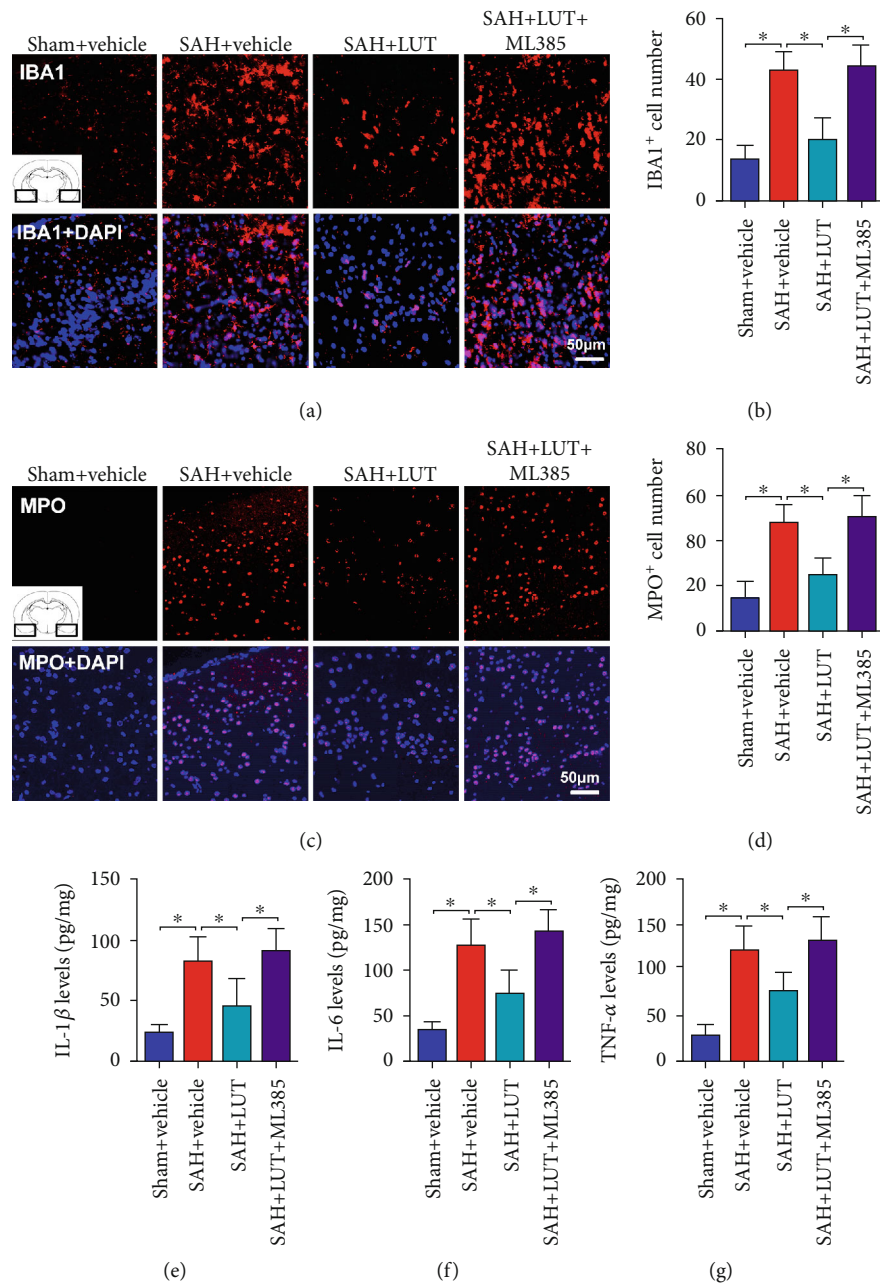 Sham+vehicle SAH+vehicle SAH+LUT SAH+LUT+
ML385
IBA1
IBA1+DAPI
50μm
(a)
IBA1+ cell number
60
40
20
0
* * *
Sham+vehicle
SAH+vehicle
SAH+LUT
SAH+LUT+ML385
(b)
Sham+vehicle SAH+vehicle SAH+LUT SAH+LUT+
ML385
MPO
MPO+DAPI
50μm
(c)
MPO+ cell number
80
60
80
20
0
* * *
Sham+vehicle
SAH+vehicle
SAH+LUT
SAH+LUT+ML385
(d)
IL-1β levels (pg/mg)
150
100
50
0
* * *
Sham+vehicle
SAH+vehicle
SAH+LUT
SAH+LUT+ML385
(e)
IL-6 levels (pg/mg)
200
150
100
50
0
* * *
Sham+vehicle
SAH+vehicle
SAH+LUT
SAH+LUT+ML385
(f)
TNF-α levels (pg/mg)
200
150
100
50
0
* * *
Sham+vehicle
SAH+vehicle
SAH+LUT
SAH+LUT+ML385
(g)